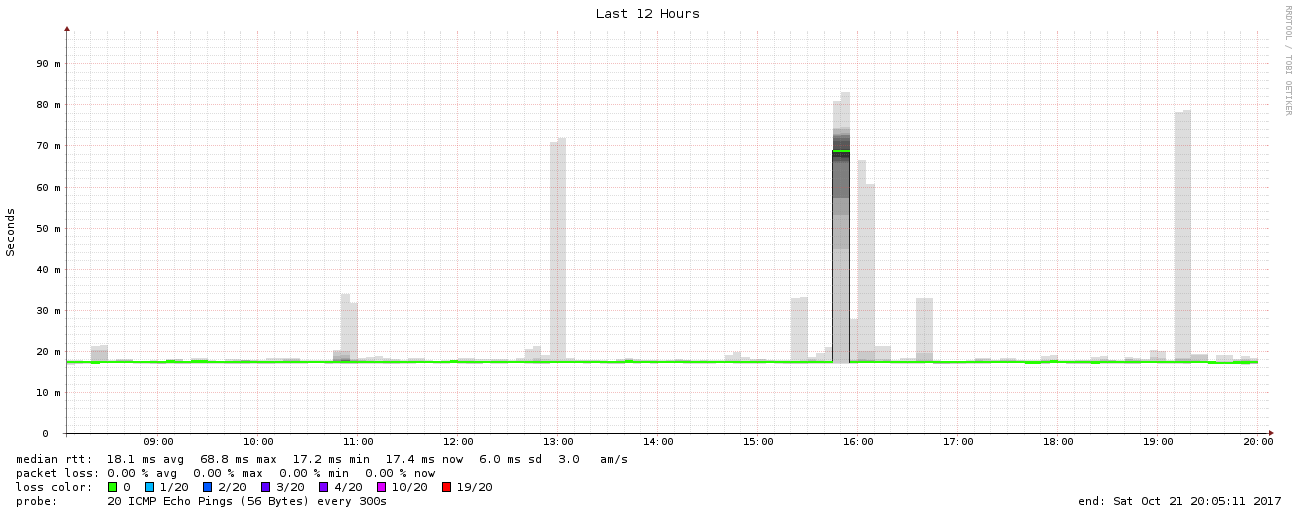 Last 12 Hours
RRDTOOL / TOBI OETIKER
Seconds
90 m
80 m
70 m
60 m
50 m
40 m
30 m
20 m
10 m
0
09:00 10:00 11:00 12:00 13:00 14:00 15:00 16:00 17:00 18:00 19:00 20:00
median rtt: 18.1 ms avg 68.8 ms max 17.2 ms min 17.4 ms now 6.0 ms sd 3.0 am/s
packet loss: 0.00 % avg 0.00 % max 0.00 % min 0.00 % now
loss color: 0 1/20 2/20 3/20 4/20 10/20 19/20
probe: 20 ICMP Echo Pings (56 Bytes) every 300s end: Sat Oct 21 20:05:11 2017